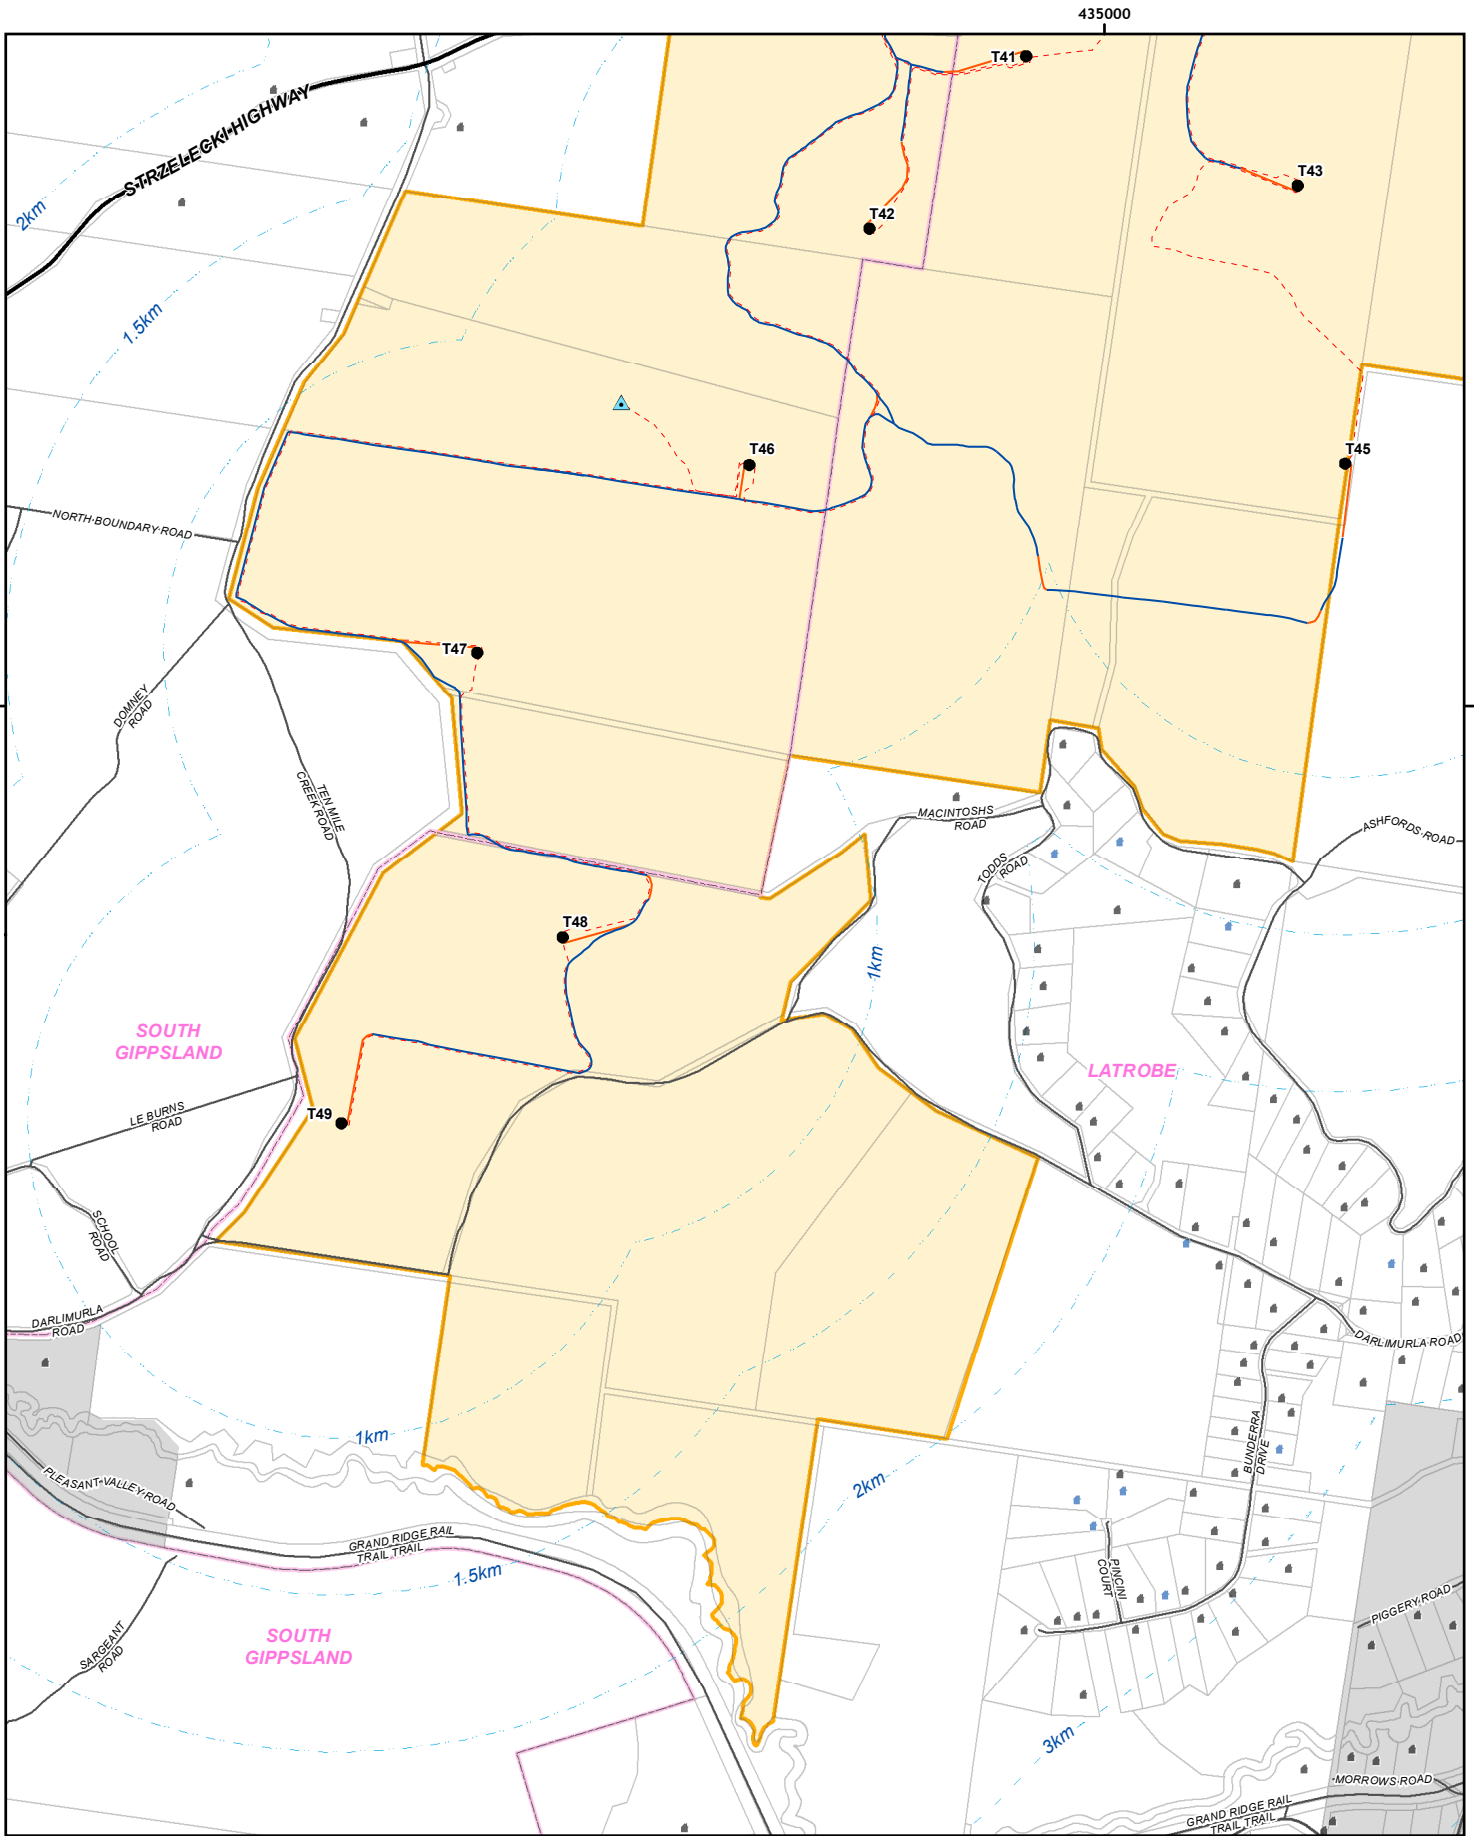 435000
STRZELECKI HIGHWAY
T41
T43
T42
2km
1.5km
T46
T45
NORTH BOUNDARY ROAD
T47
DOMNEY
ROAD
TEN MILE
CREEK ROAD
MACINTOSHS
ROAD
ASHFORDS ROAD
TODDS
ROAD
T48
1km
SOUTH
GIPPSLAND
LATROBE
T49
LE BURNS
ROAD
SCHOOL
ROAD
DARLIMURLA
ROAD
DARLIMURLA ROAD
1km
BUNDERRA
DRIVE
PLEASANT VALLEY ROAD
2km
GRAND RIDGE RAIL
TRAIL TRAIL
1.5km
PINCINI
COURT
PIGGERY ROAD
SARGEANT
ROAD
SOUTH
GIPPSLAND
3km
MORROWS ROAD
GRAND RIDGE RAIL
TRAIL TRAIL